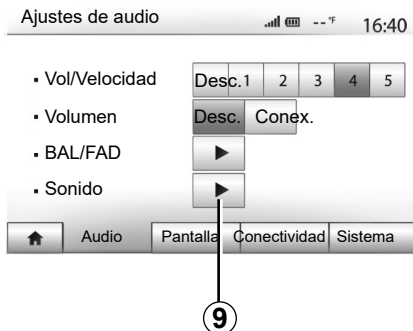 Ajustes de audio -- °F 16:40
▪ Vol/Velocidad Desc. 1 2 3 4 5
▪ Volumen Desc. Conex.
▪ BAL/FAD
▪ Sonido
Audio Pantalla Conectividad Sistema
9